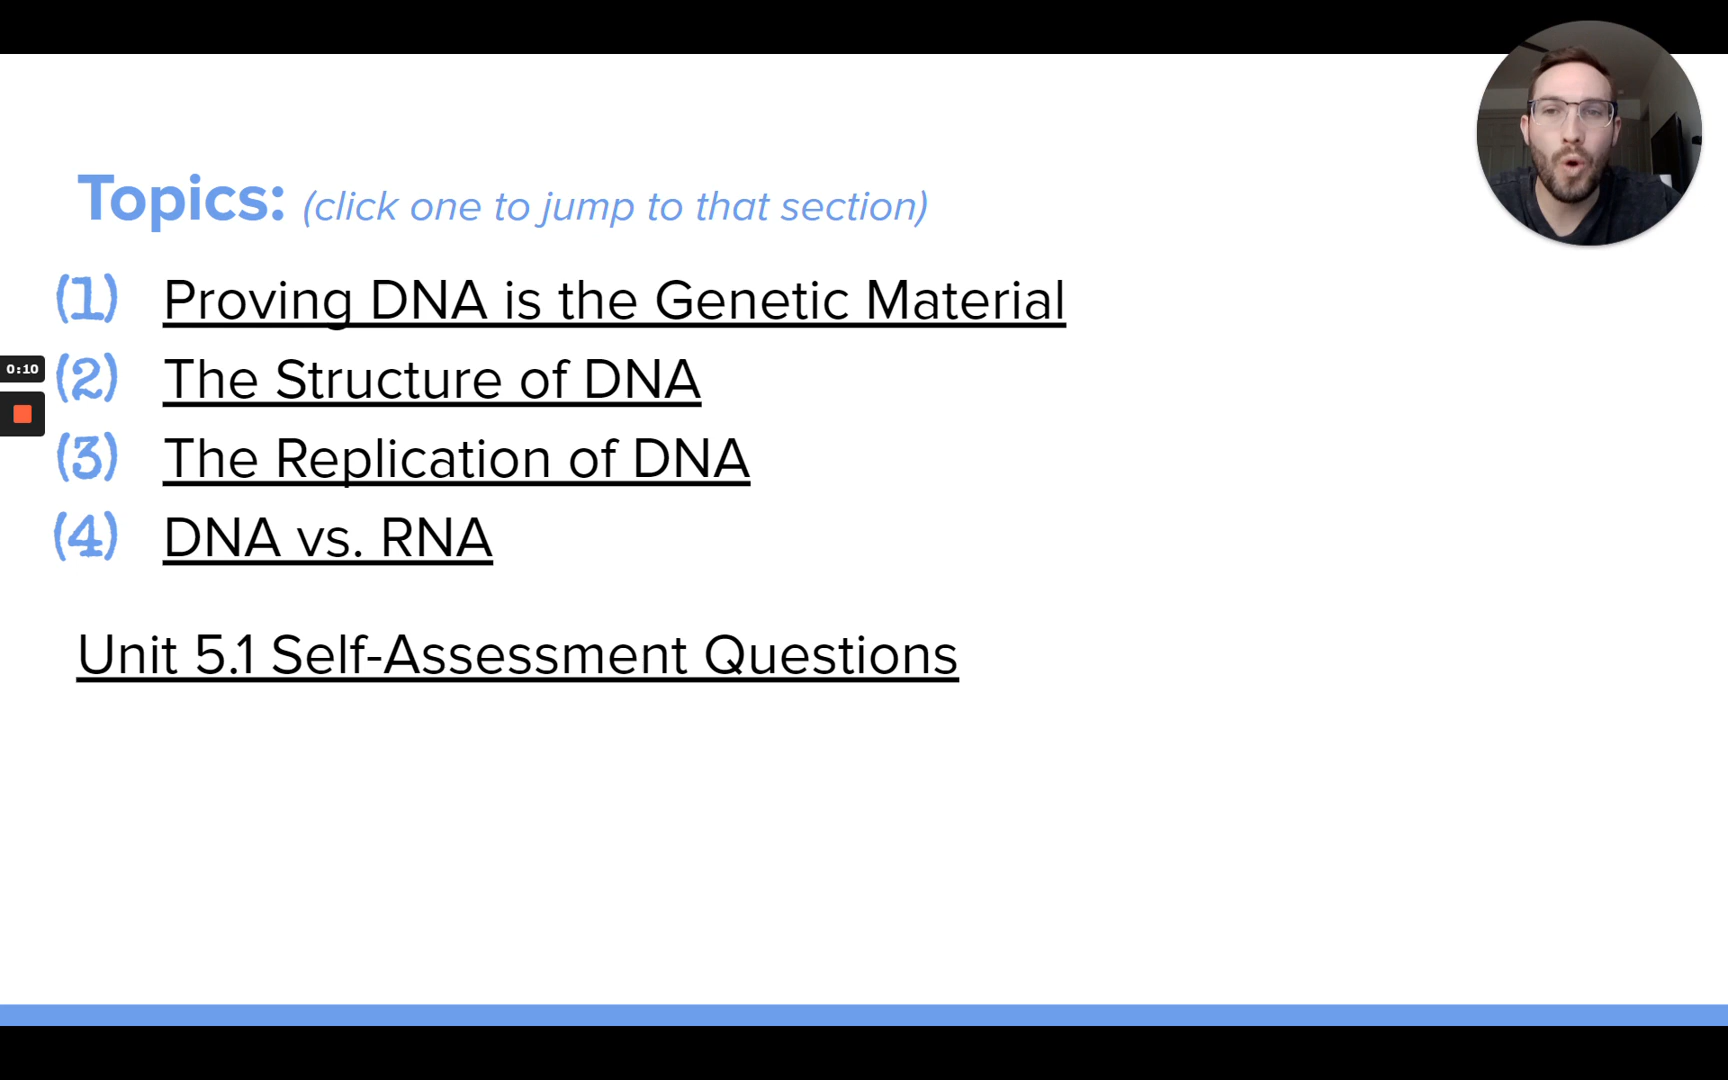 Topics: (click one to jump to that section)
(1) Proving DNA is the Genetic Material
0:10
(2) The Structure of DNA
(3) The Replication of DNA
(4) DNA vs. RNA
Unit 5.1 Self-Assessment Questions